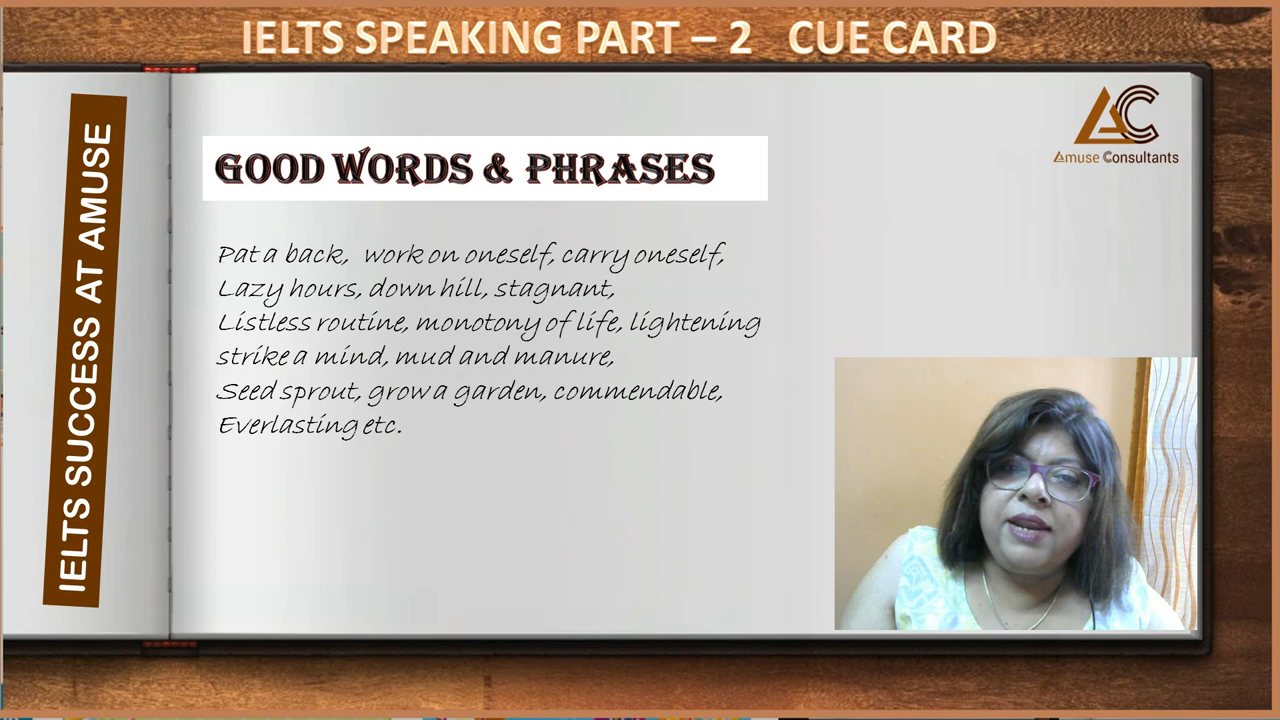 IELTS SPEAKING PART – 2 CUE CARD
IELTS SUCCESS AT AMUSE
AC
Amuse Consultants
GOOD WORDS & PHRASES
Pat a back, work on oneself, carry oneself,
Lazy hours, down hill, stagnant,
Listless routine, monotony of life, lightening
strike a mind, mud and manure,
Seed sprout, grow a garden, commendable,
Everlasting etc.